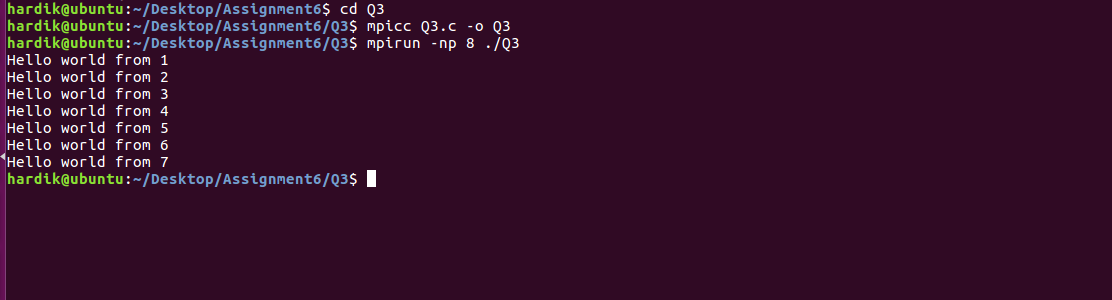 hardik@ubuntu:~/Desktop/Assignment6$ cd Q3
hardik@ubuntu:~/Desktop/Assignment6/Q3$ mpicc Q3.c -o Q3
hardik@ubuntu:~/Desktop/Assignment6/Q3$ mpirun -np 8 ./Q3
Hello world from 1
Hello world from 2
Hello world from 3
Hello world from 4
Hello world from 5
Hello world from 6
Hello world from 7
hardik@ubuntu:~/Desktop/Assignment6/Q3$